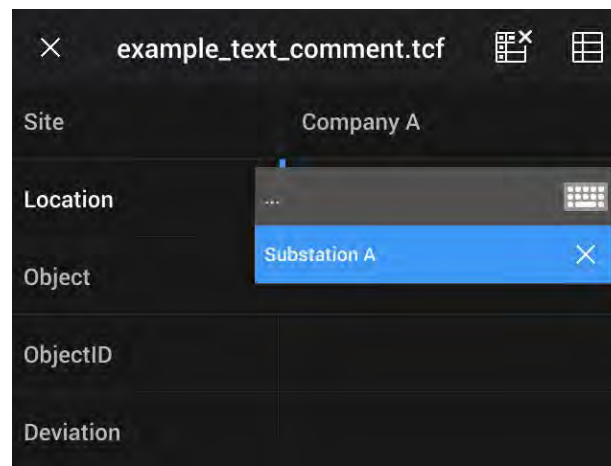 example_text_comment.tcf
Site
Company A
Location
...
Substation A
Object
ObjectID
Deviation